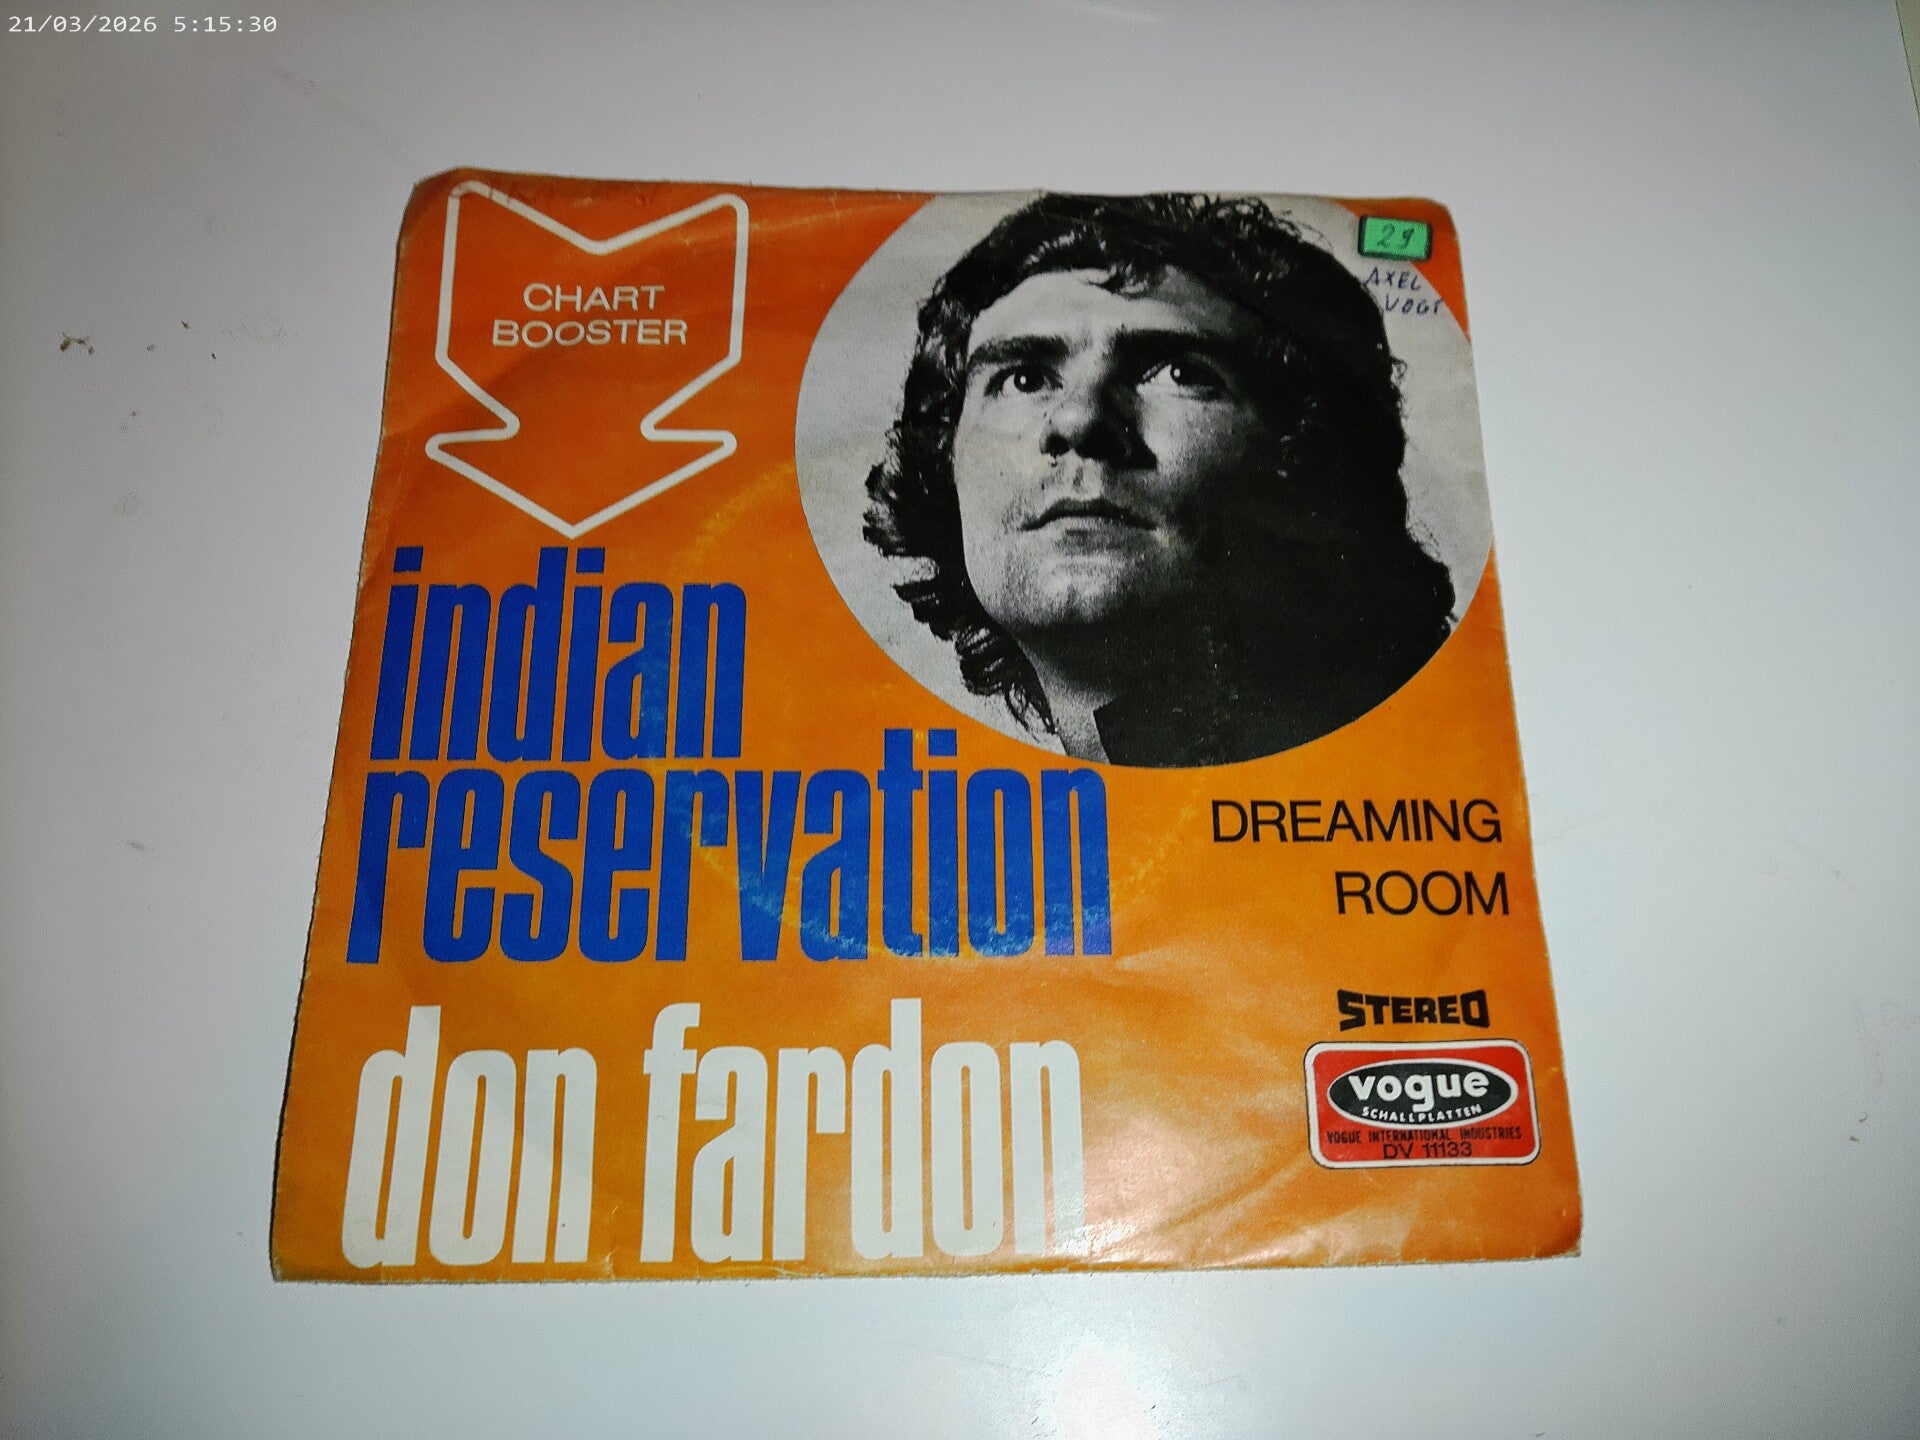 21/03/2026 5:15:30
CHART
BOOSTER
29
AXEL
VOGT
indian
reservation
DREAMING
ROOM
don fardon
STEREO
vogue
SCHALLPLATTEN
VOGUE INTERNATIONAL INDUSTRIES
DV 11133